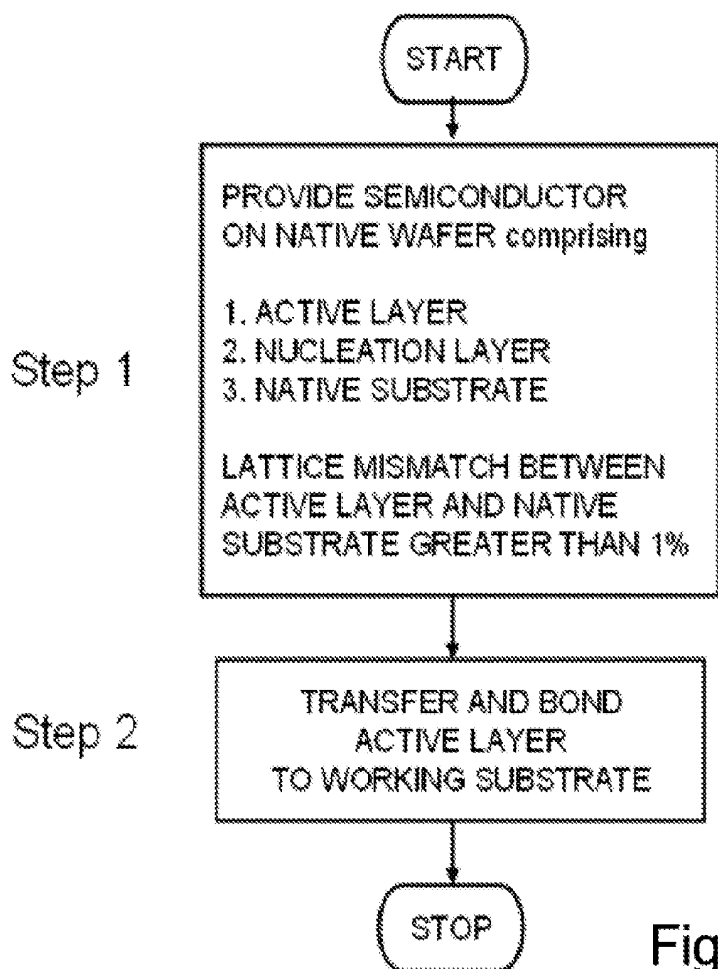 START
PROVIDE SEMICONDUCTOR
ON NATIVE WAFER comprising
1. ACTIVE LAYER
2. NUCLEATION LAYER
3. NATIVE SUBSTRATE
LATTICE MISMATCH BETWEEN
ACTIVE LAYER AND NATIVE
SUBSTRATE GREATER THAN 1%
Step 1
TRANSFER AND BOND
ACTIVE LAYER
TO WORKING SUBSTRATE
Step 2
STOP
Fig